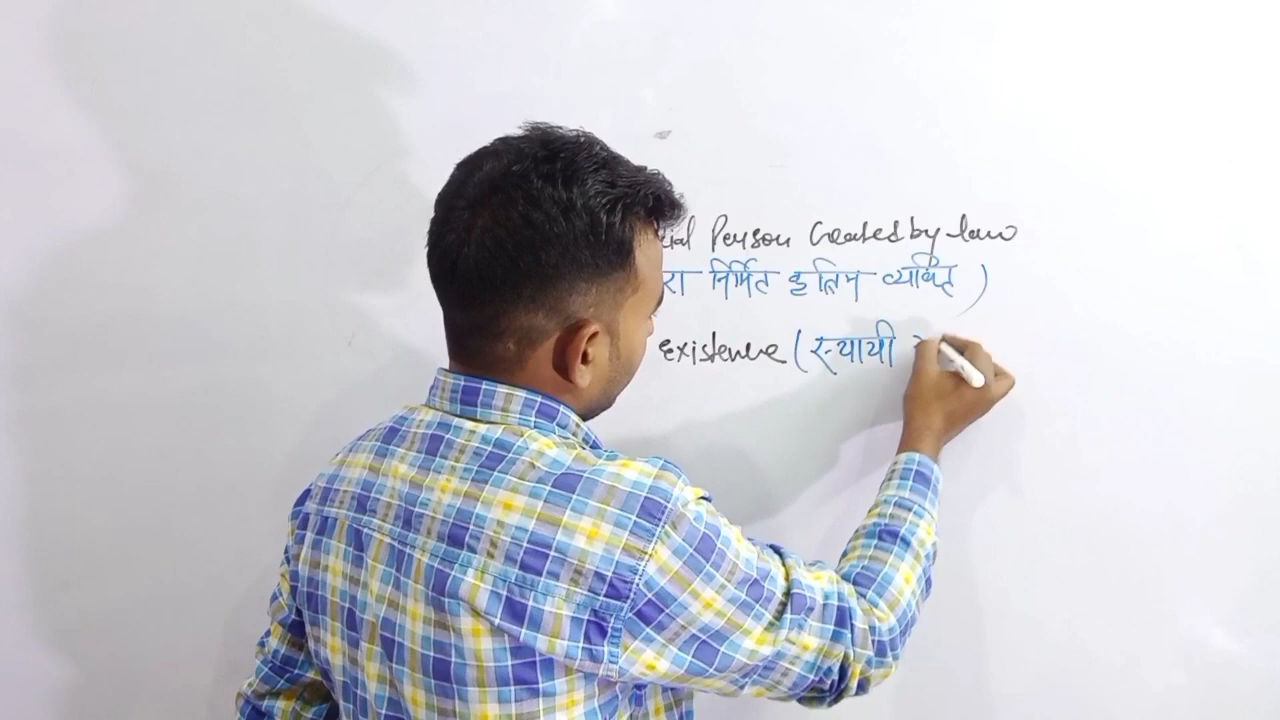 ial Person Created by law
रा निर्मित कृत्रिम व्यक्ति )
existence ( स्थायी